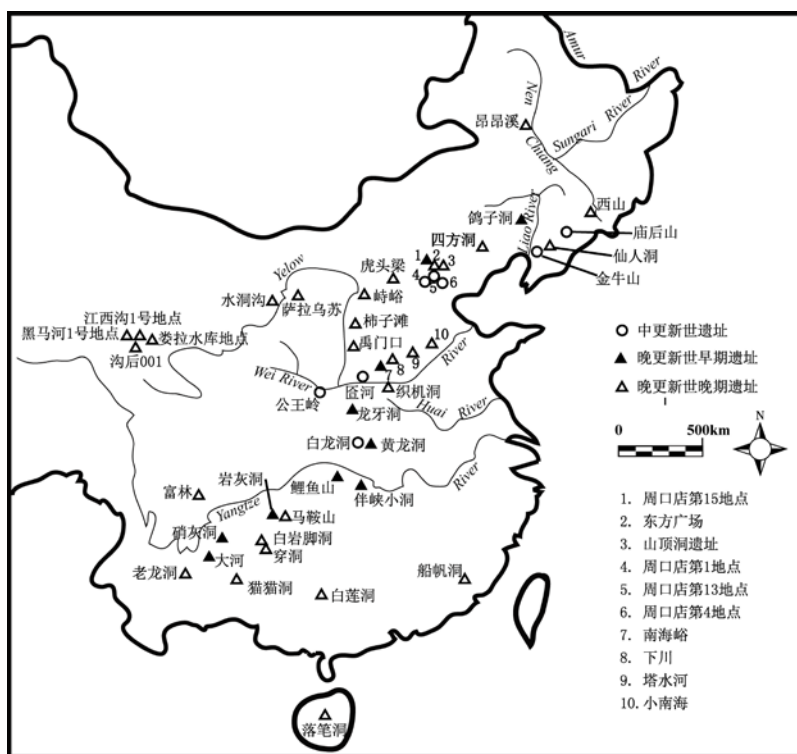 Amur
River
Nen
昂昂溪
Sungari
River
Chuang
西山
鸽子洞
Liao River
庙后山
四方洞
仙人洞
金牛山
1
2
3
4
5
6
虎头梁
Yelow
水洞沟
萨拉乌苏
峙峪
江西沟1号地点
黑马河1号地点
娄拉水库地点
沟后001
柿子滩
禹门口
10
9
8
7
River
Wei River
匼河
织机洞
公王岭
龙牙洞
Huai
River
白龙洞
黄龙洞
岩灰洞
鲤鱼山
River
富林
伴峡小洞
Yangtze
马鞍山
硝灰洞
白岩脚洞
大河
穿洞
老龙洞
猫猫洞
白莲洞
船帆洞
落笔洞
中更新世遗址
晚更新世早期遗址
晚更新世晚期遗址
0
500km
N
1. 周口店第15地点
2. 东方广场
3. 山顶洞遗址
4. 周口店第1地点
5. 周口店第13地点
6. 周口店第4地点
7. 南海峪
8. 下川
9. 塔水河
10. 小南海